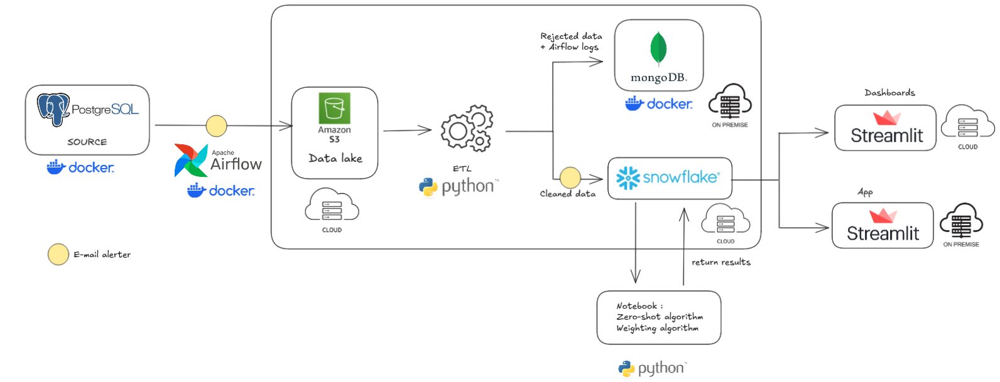 PostgreSQL
SOURCE
docker.
Apache
Airflow
docker.
E-mail alerter
Amazon
S3
Data lake
CLOUD
ETL
python™
Rejected data
+ Airflow logs
mongoDB.
docker.
ON PREMISE
Cleaned data
snowflake®
CLOUD
return results
Notebook :
Zero-shot algorithm
Weighting algorithm
python™
Dashboards
Streamlit
CLOUD
App
Streamlit
ON PREMISE